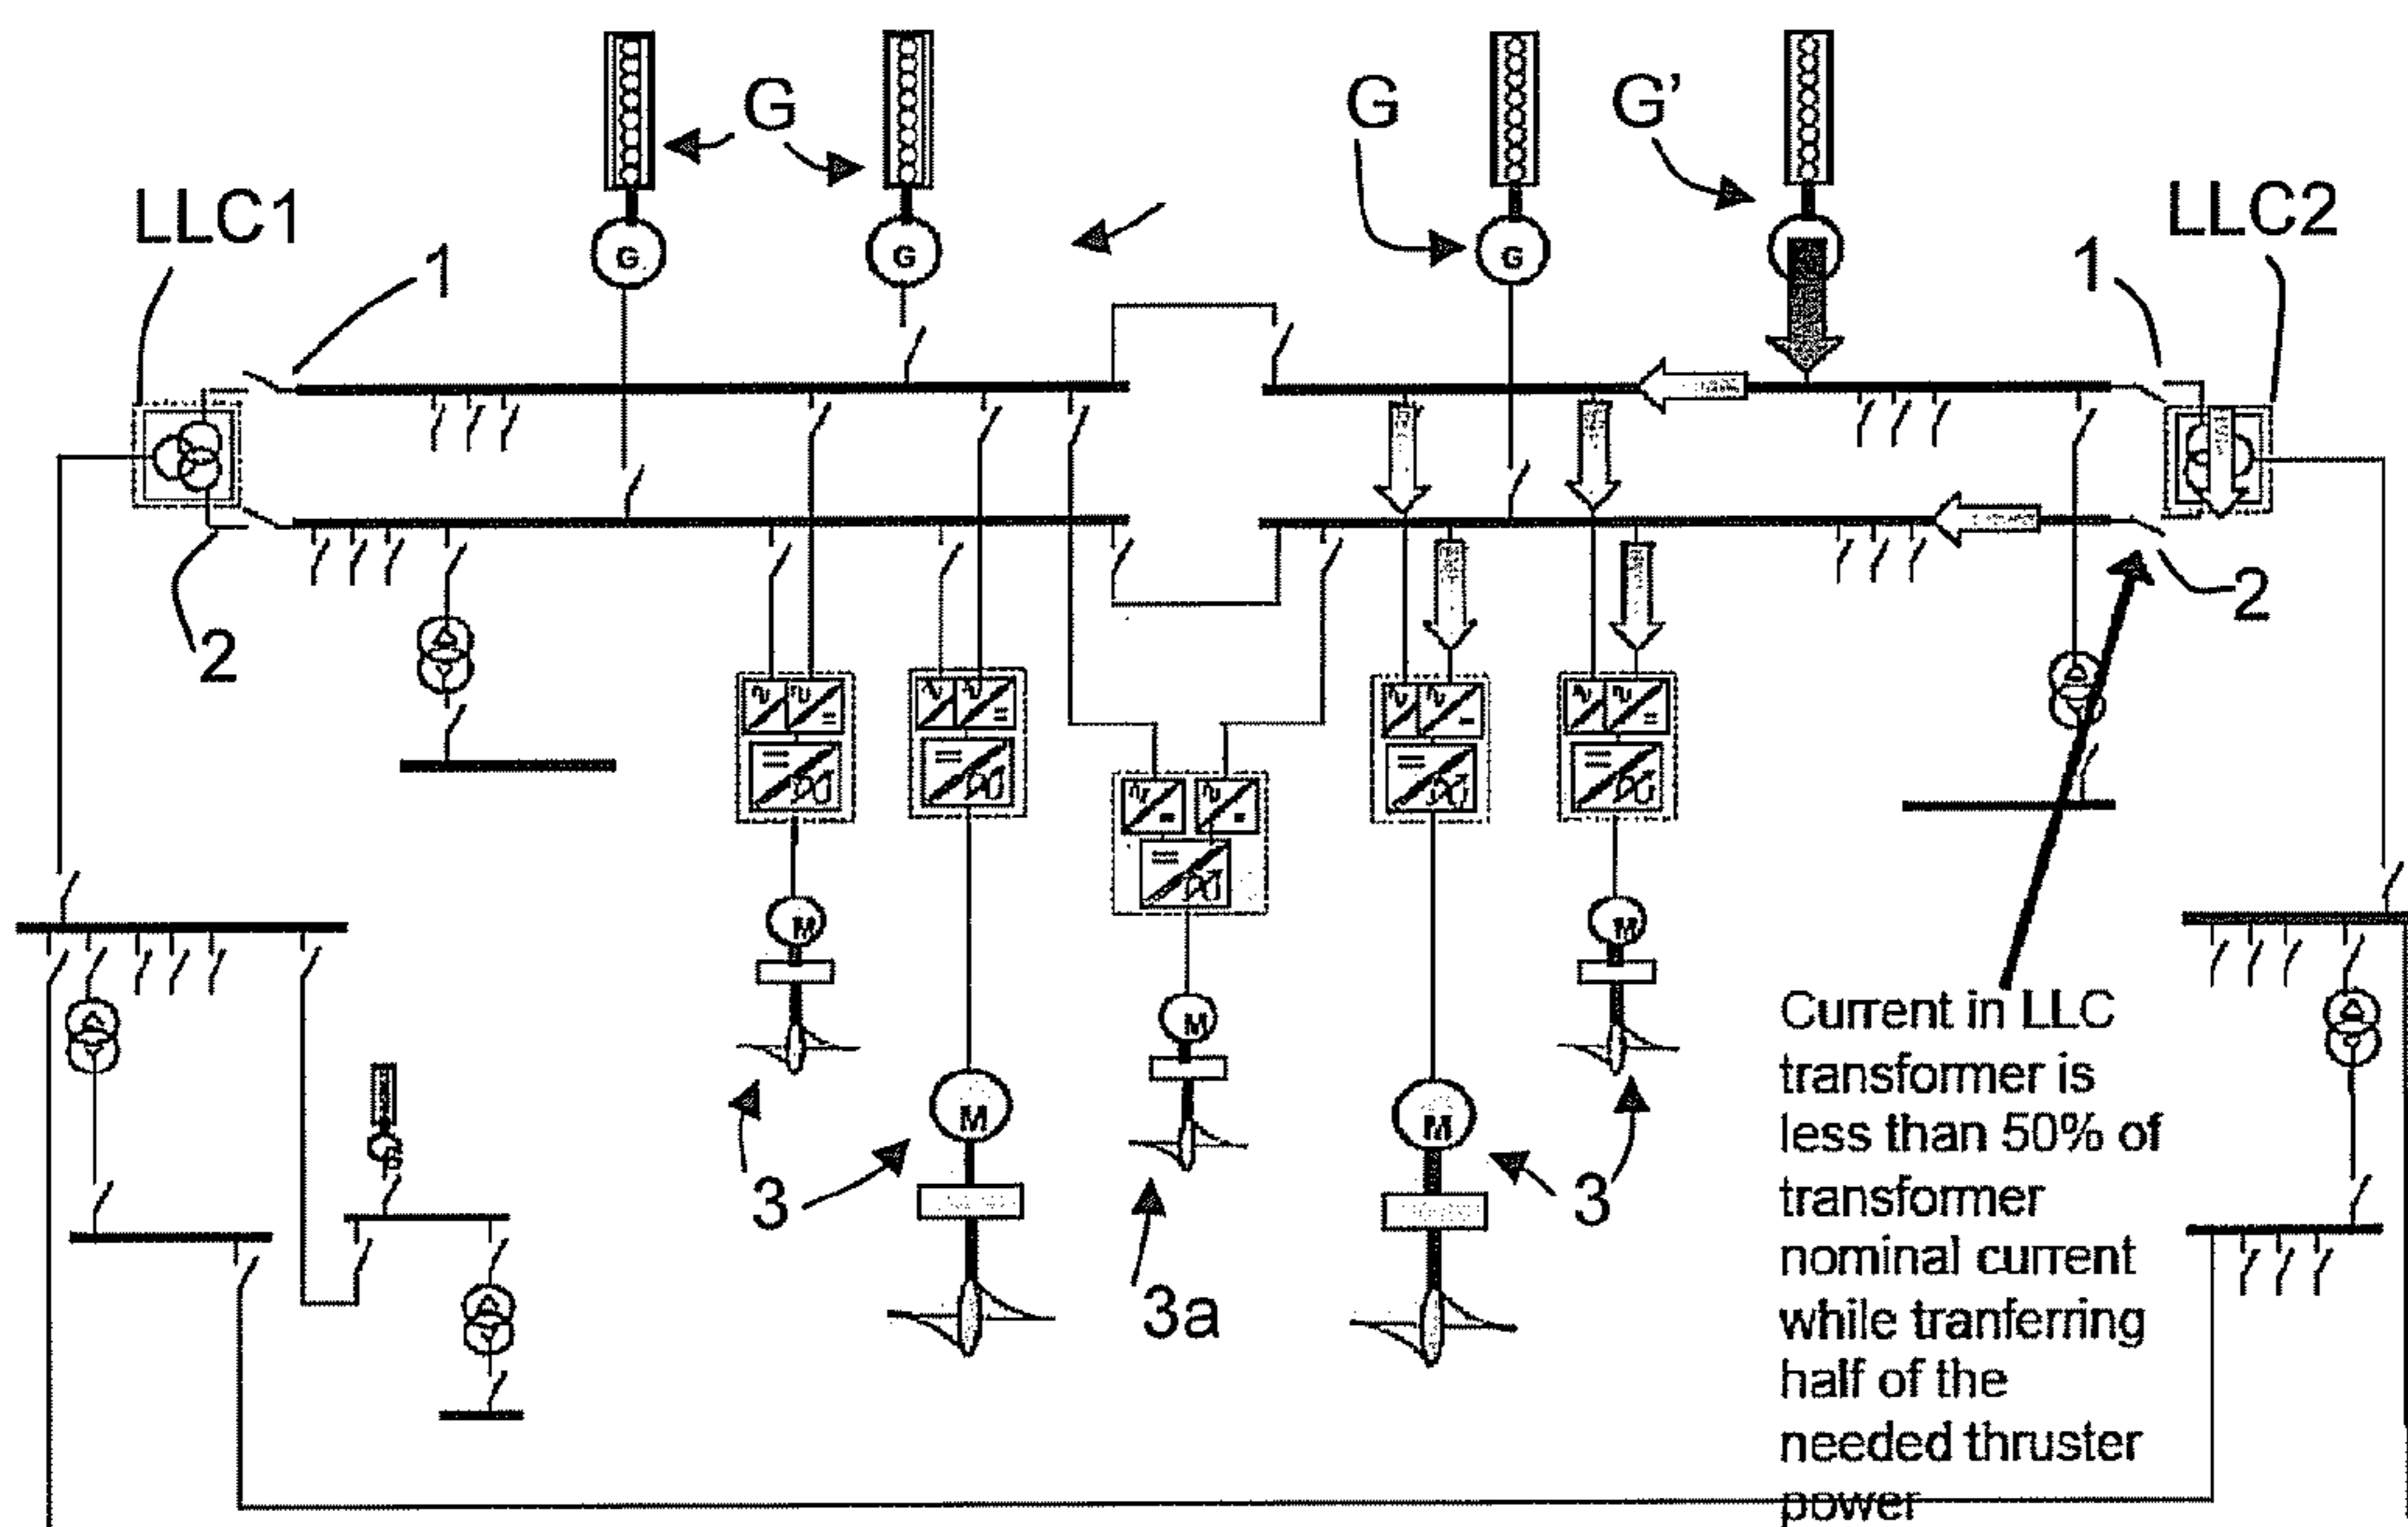 G
G
G'
LLC1
LLC2
1
1
G
G
G
2
2
M
M
M
M
M
3
3
3a
Current in LLC
transformer is
less than 50% of
transformer
nominal current
while tranferring
half of the
needed thruster
power